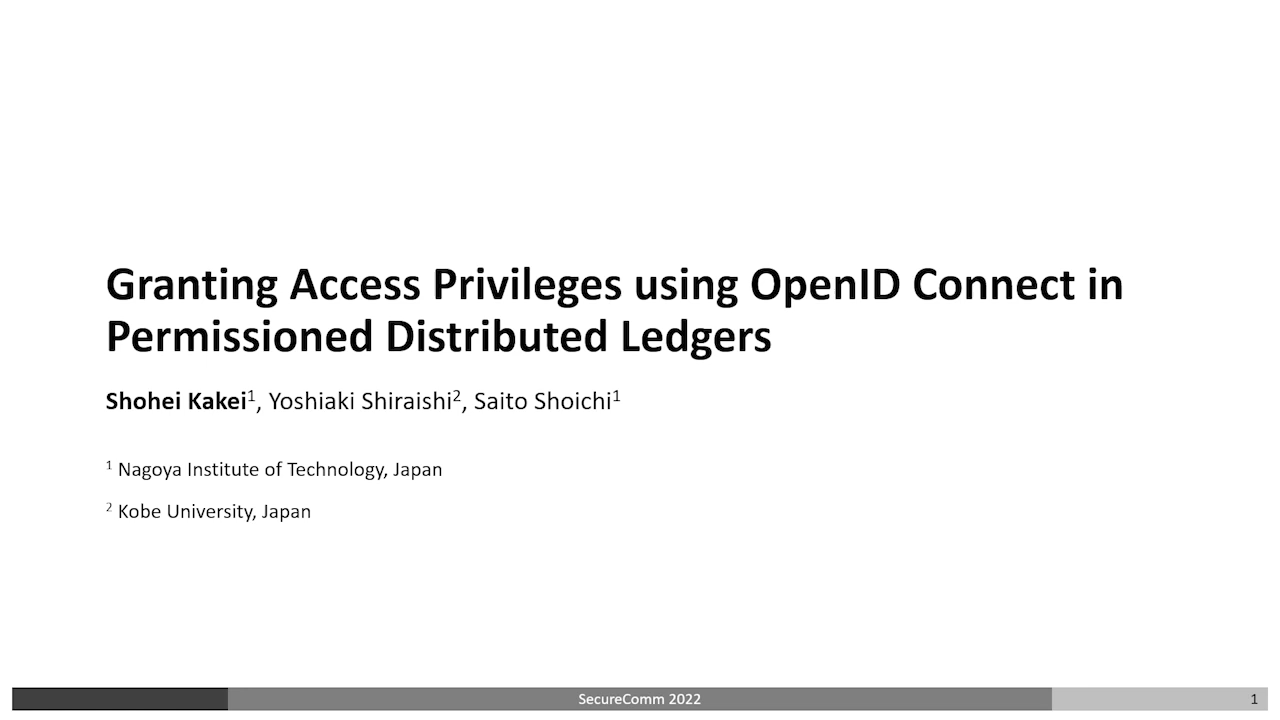 Granting Access Privileges using OpenID Connect in
Permissioned Distributed Ledgers
Shohei Kakei¹, Yoshiaki Shiraishi², Saito Shoichi¹
¹ Nagoya Institute of Technology, Japan
² Kobe University, Japan
SecureComm 2022
1